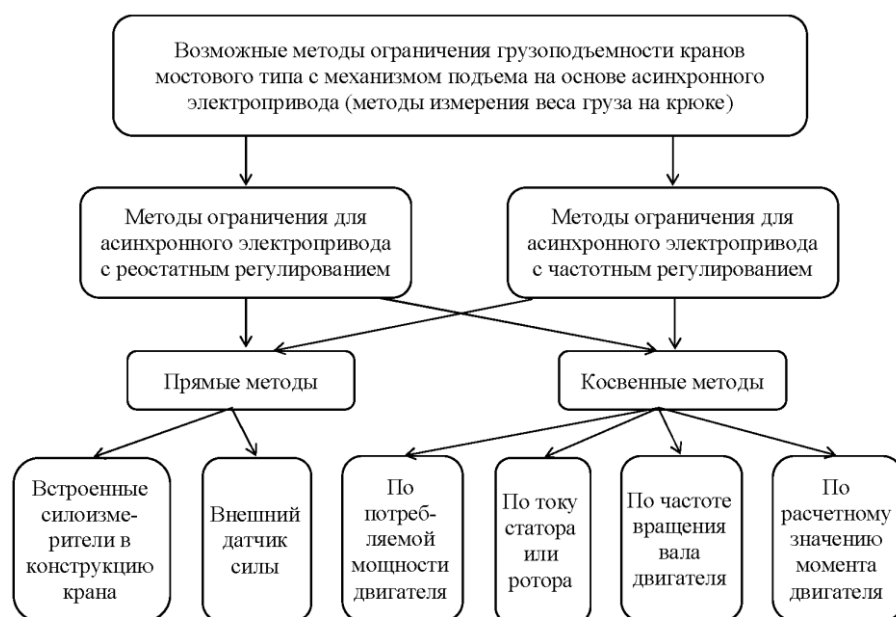 Возможные методы ограничения грузоподъемности кранов
мостового типа с механизмом подъема на основе асинхронного
электропривода (методы измерения веса груза на крюке)
Методы ограничения для
асинхронного электропривода
с реостатным регулированием
Методы ограничения для
асинхронного электропривода
с частотным регулированием
Прямые методы
Косвенные методы
Встроенные
силоизме-
рители в
конструкцию
крана
Внешний
датчик
силы
По
потреб-
ляемой
мощности
двигателя
По току
статора
или
ротора
По частоте
вращения
вала
двигателя
По
расчетному
значению
момента
двигателя